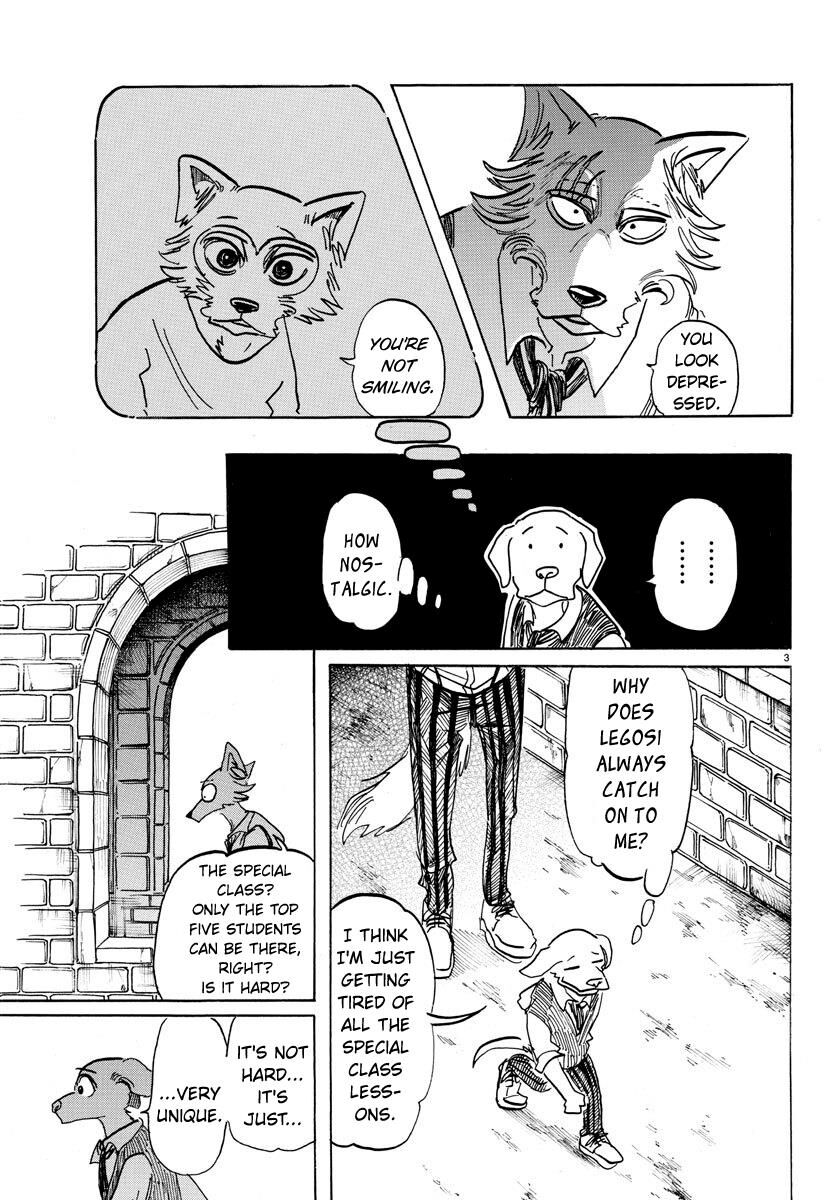 YOU
LOOK
DEPRE-
SSED.
YOU'RE
NOT
SMILING.
......
......
HOW
NOS-
TALGIC.
3
WHY
DOES
LEGOSI
ALWAYS
CATCH
ON TO
ME?
I THINK
I'M JUST
GETTING
TIRED OF
ALL THE
SPECIAL
CLASS
LESS-
ONS.
THE SPECIAL
CLASS?
ONLY THE TOP
FIVE STUDENTS
CAN BE THERE,
RIGHT?
IS IT HARD?
IT'S NOT
HARD...
IT'S
JUST...
...VERY
UNIQUE.